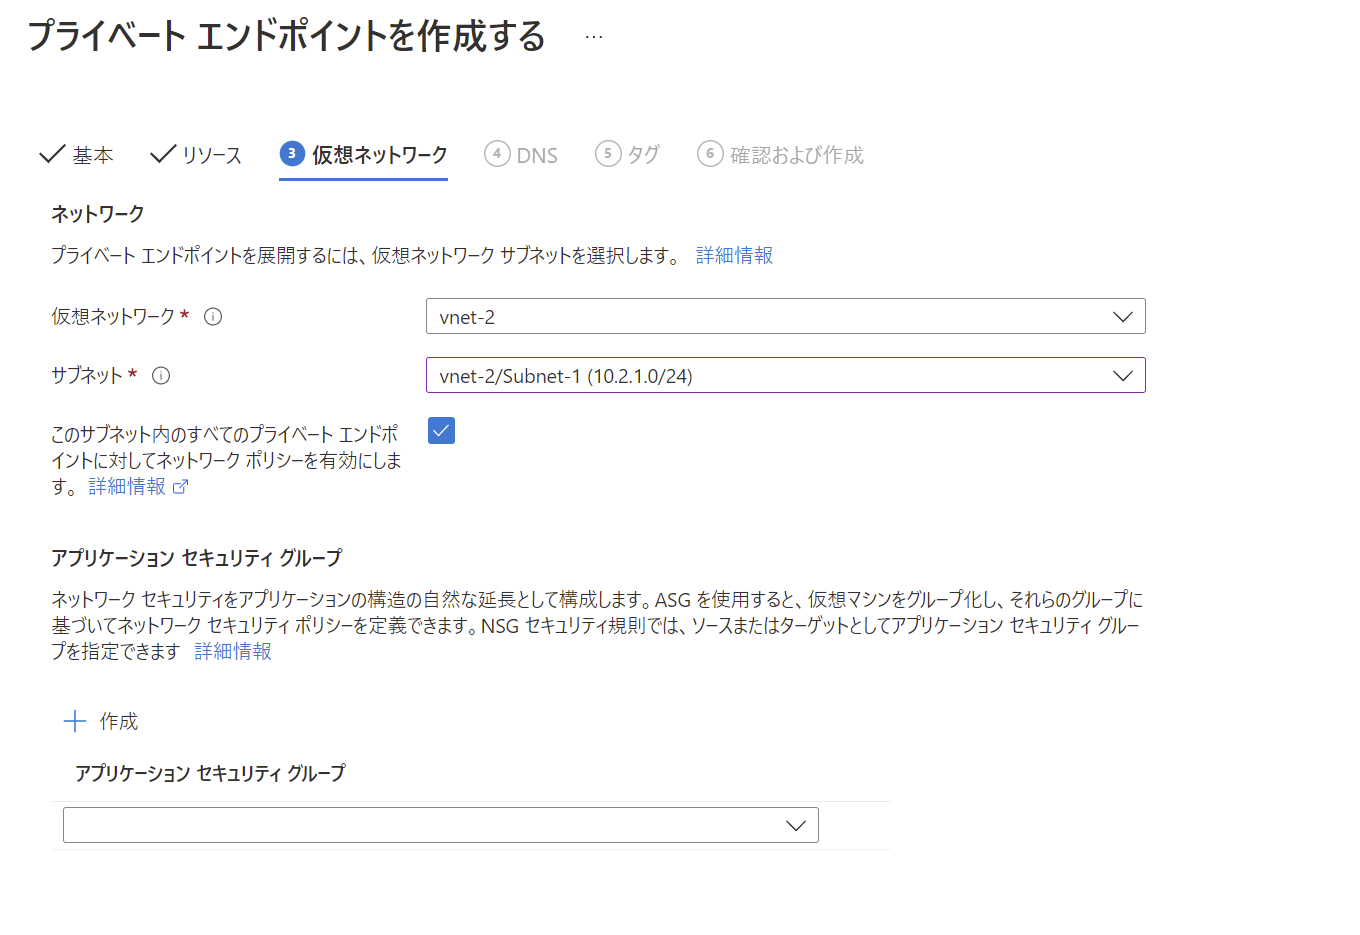 プライベート エンドポイントを作成する ...
基本 リソース 3 仮想ネットワーク 4 DNS 5 タグ 6 確認および作成
ネットワーク
プライベート エンドポイントを展開するには、仮想ネットワーク サブネットを選択します。 詳細情報
仮想ネットワーク * vnet-2
サブネット * vnet-2/Subnet-1 (10.2.1.0/24)
このサブネット内のすべてのプライベート エンドポ
イントに対してネットワーク ポリシーを有効にしま
す。 詳細情報
アプリケーション セキュリティ グループ
ネットワーク セキュリティをアプリケーションの構造の自然な延長として構成します。ASG を使用すると、仮想マシンをグループ化し、それらのグループに
基づいてネットワーク セキュリティ ポリシーを定義できます。NSG セキュリティ規則では、ソースまたはターゲットとしてアプリケーション セキュリティ グルー
プを指定できます 詳細情報
作成
アプリケーション セキュリティ グループ